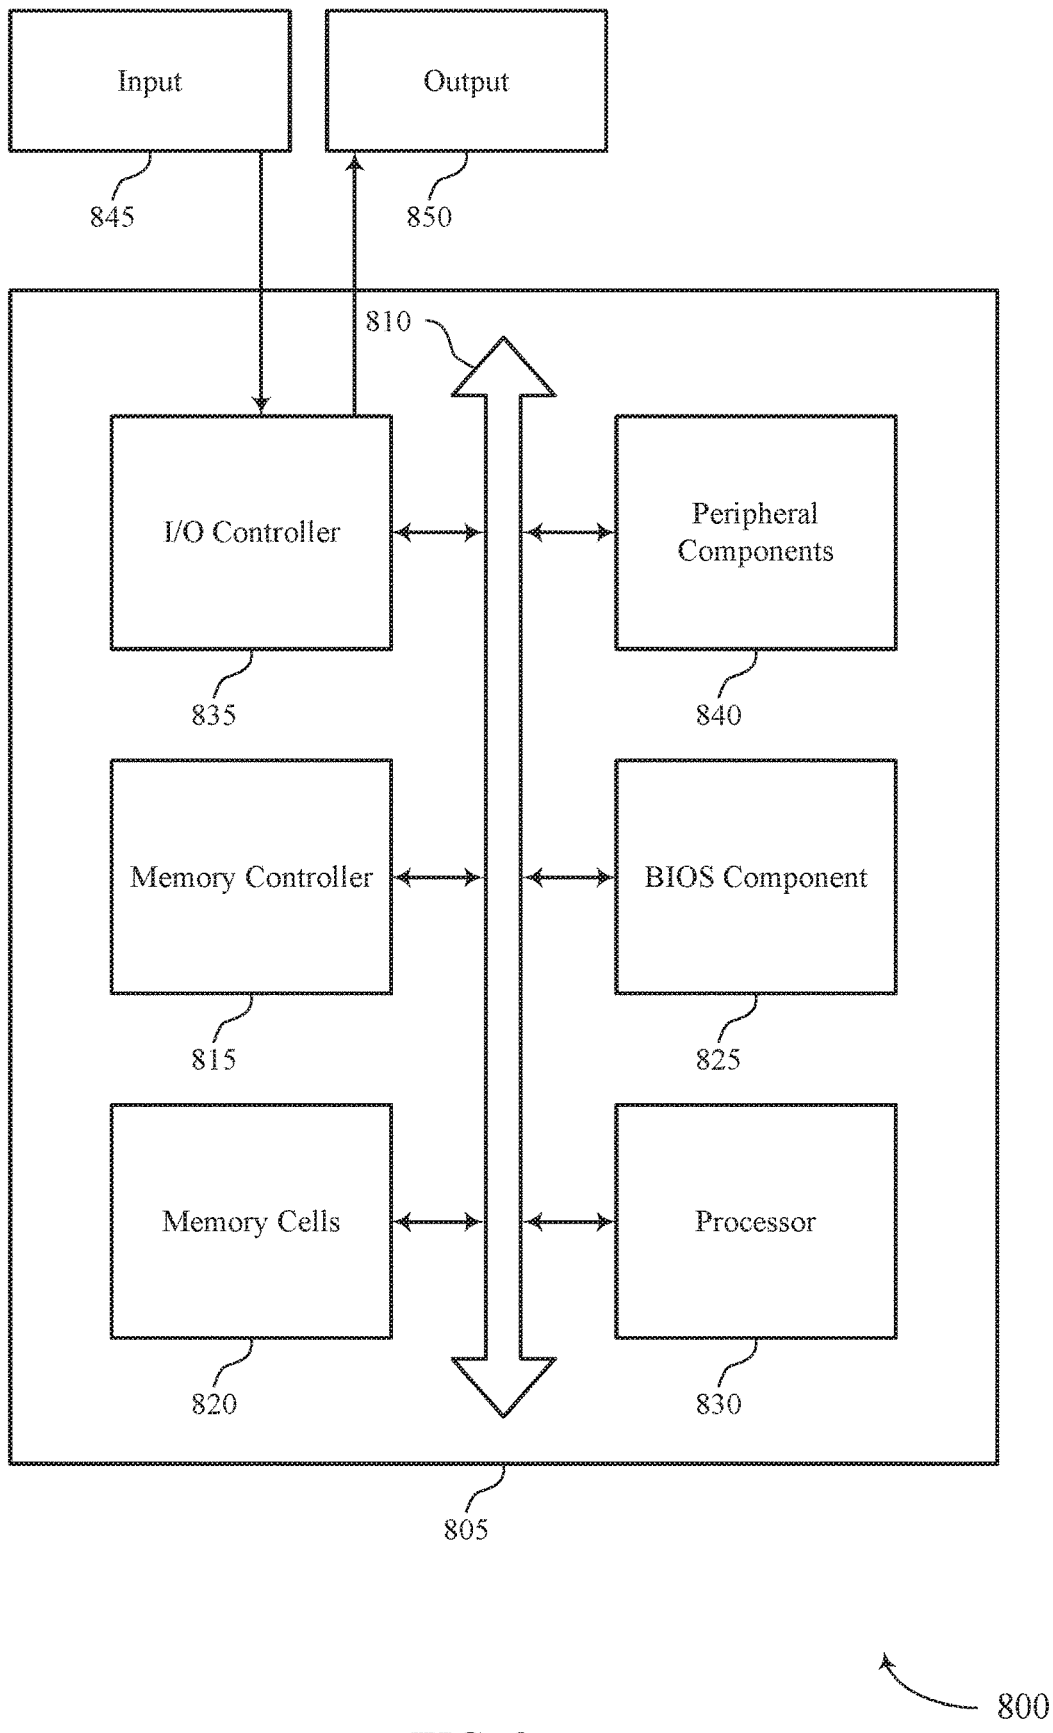 Input
Output
845
850
810
I/O Controller
Peripheral
Components
835
840
Memory Controller
BIOS Component
815
825
Memory Cells
Processor
820
830
805
800